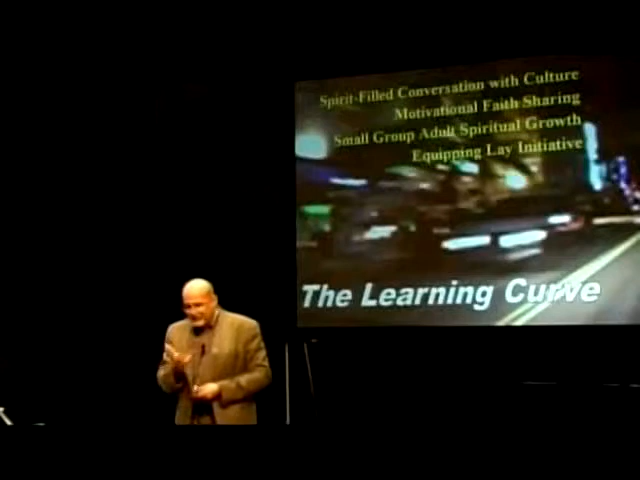 Spirit-Filled Conversation with Culture
Motivational Faith Sharing
Small Group Adult Spiritual Growth
Equipping Lay Initiative
The Learning Curve